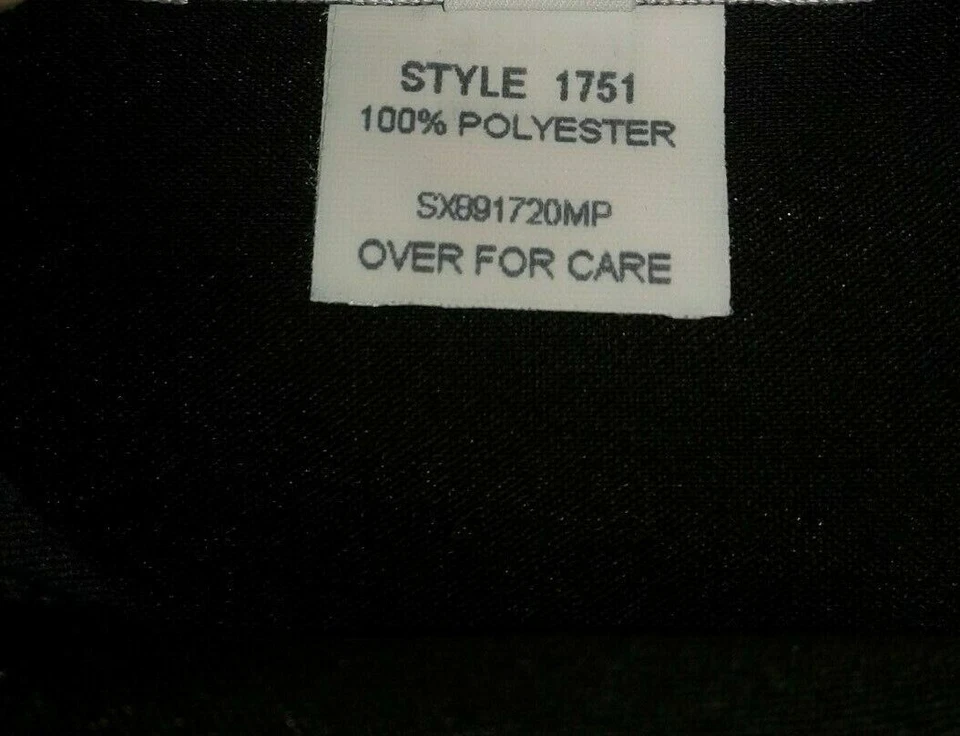 STYLE 1751
100% POLYESTER
SX891720MP
OVER FOR CARE